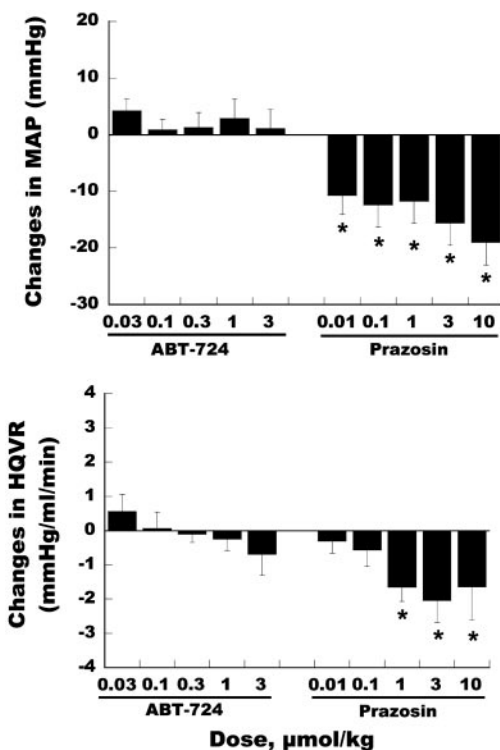 Changes in MAP (mmHg)
20
10
0
-10
-20
-30
* * * * *
0.03 0.1 0.3 1 3 0.01 0.1 1 3 10
ABT-724 Prazosin
Changes in HQVR
(mmHg/ml/min)
4
3
2
1
0
-1
-2
-3
-4
* * *
0.03 0.1 0.3 1 3 0.01 0.1 1 3 10
ABT-724 Prazosin
Dose, μmol/kg